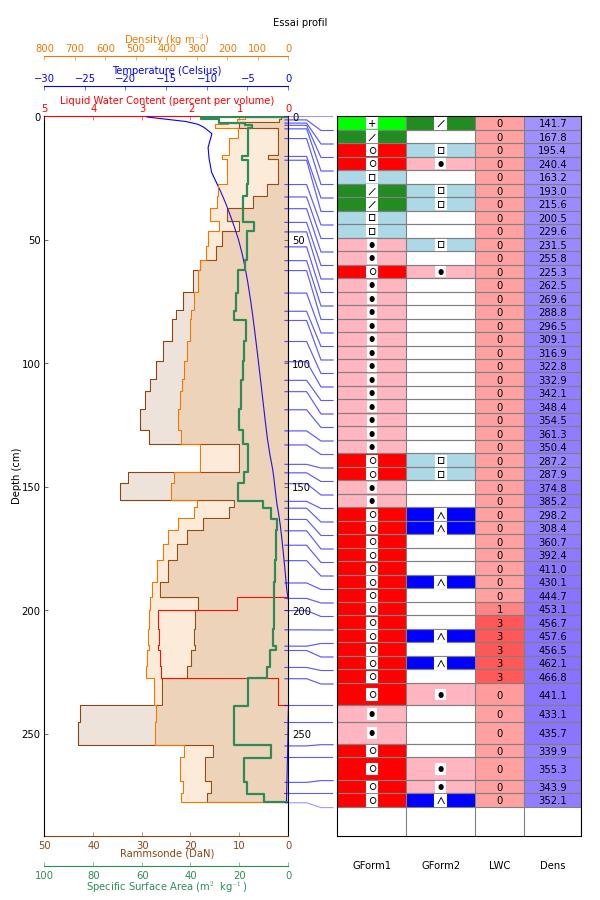 Essai profil
Density (kg m⁻³)
800 700 600 500 400 300 200 100 0
Temperature (Celsius)
−30 −25 −20 −15 −10 −5 0
Liquid Water Content (percent per volume)
5 4 3 2 1 0
0 0
50 50
100 100
150 150
200 200
250 250
Depth (cm)
50 40 30 20 10 0
Rammsonde (DaN)
100 80 60 40 20 0
Specific Surface Area (m² kg⁻¹)
+ / 0 141.7
/ 0 167.8
O □ 0 195.4
O ● 0 240.4
□ 0 163.2
/ □ 0 193.0
/ □ 0 215.6
□ 0 200.5
□ 0 229.6
● □ 0 231.5
● 0 255.8
O ● 0 225.3
● 0 262.5
● 0 269.6
● 0 288.8
● 0 296.5
● 0 309.1
● 0 316.9
● 0 322.8
● 0 332.9
● 0 342.1
● 0 348.4
● 0 354.5
● 0 361.3
● 0 350.4
O □ 0 287.2
O □ 0 287.9
● 0 374.8
● 0 385.2
O ∧ 0 298.2
O ∧ 0 308.4
O 0 360.7
O 0 392.4
O 0 411.0
O ∧ 0 430.1
O 0 444.7
O 1 453.1
O 3 456.7
O ∧ 3 457.6
O 3 456.5
O ∧ 3 462.1
O 3 466.8
O ● 0 441.1
● 0 433.1
● 0 435.7
O 0 339.9
O ● 0 355.3
O ● 0 343.9
O ∧ 0 352.1
GForm1 GForm2 LWC Dens